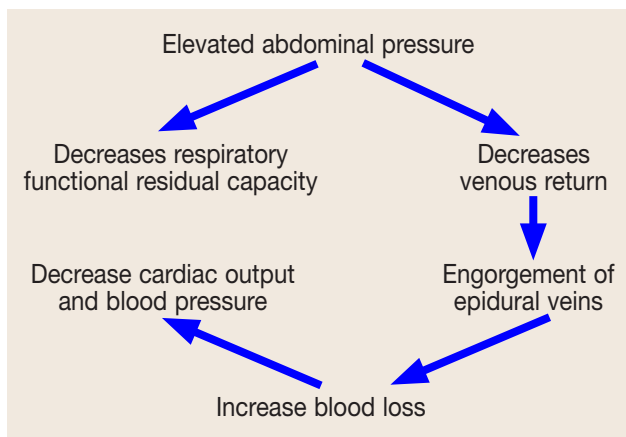 Elevated abdominal pressure
Decreases respiratory
functional residual capacity
Decreases
venous return
Decrease cardiac output
and blood pressure
Engorgement of
epidural veins
Increase blood loss